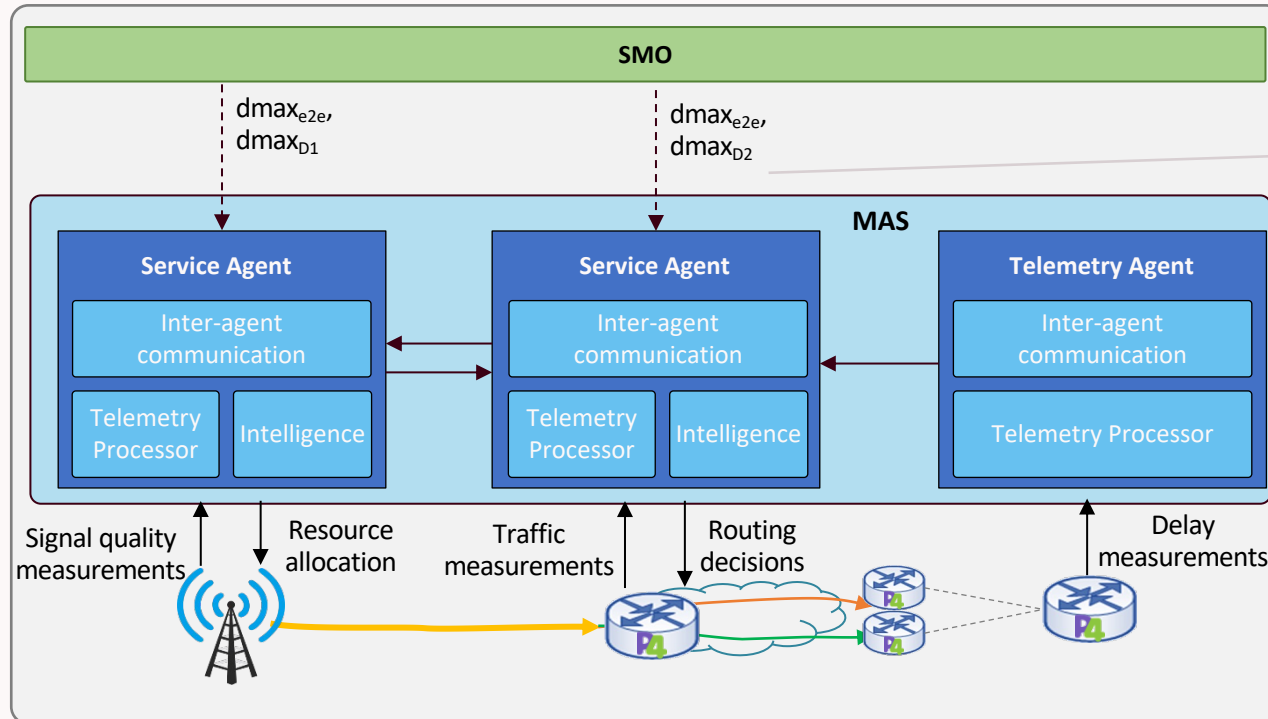 SMO
dmaxe2e,
dmaxD1
dmaxe2e,
dmaxD2
MAS
Service Agent
Inter-agent
communication
Telemetry
Processor
Intelligence
Service Agent
Inter-agent
communication
Telemetry
Processor
Intelligence
Telemetry Agent
Inter-agent
communication
Telemetry Processor
Signal quality
measurements
Resource
allocation
Traffic
measurements
Routing
decisions
Delay
measurements
P4
P4
P4
P4